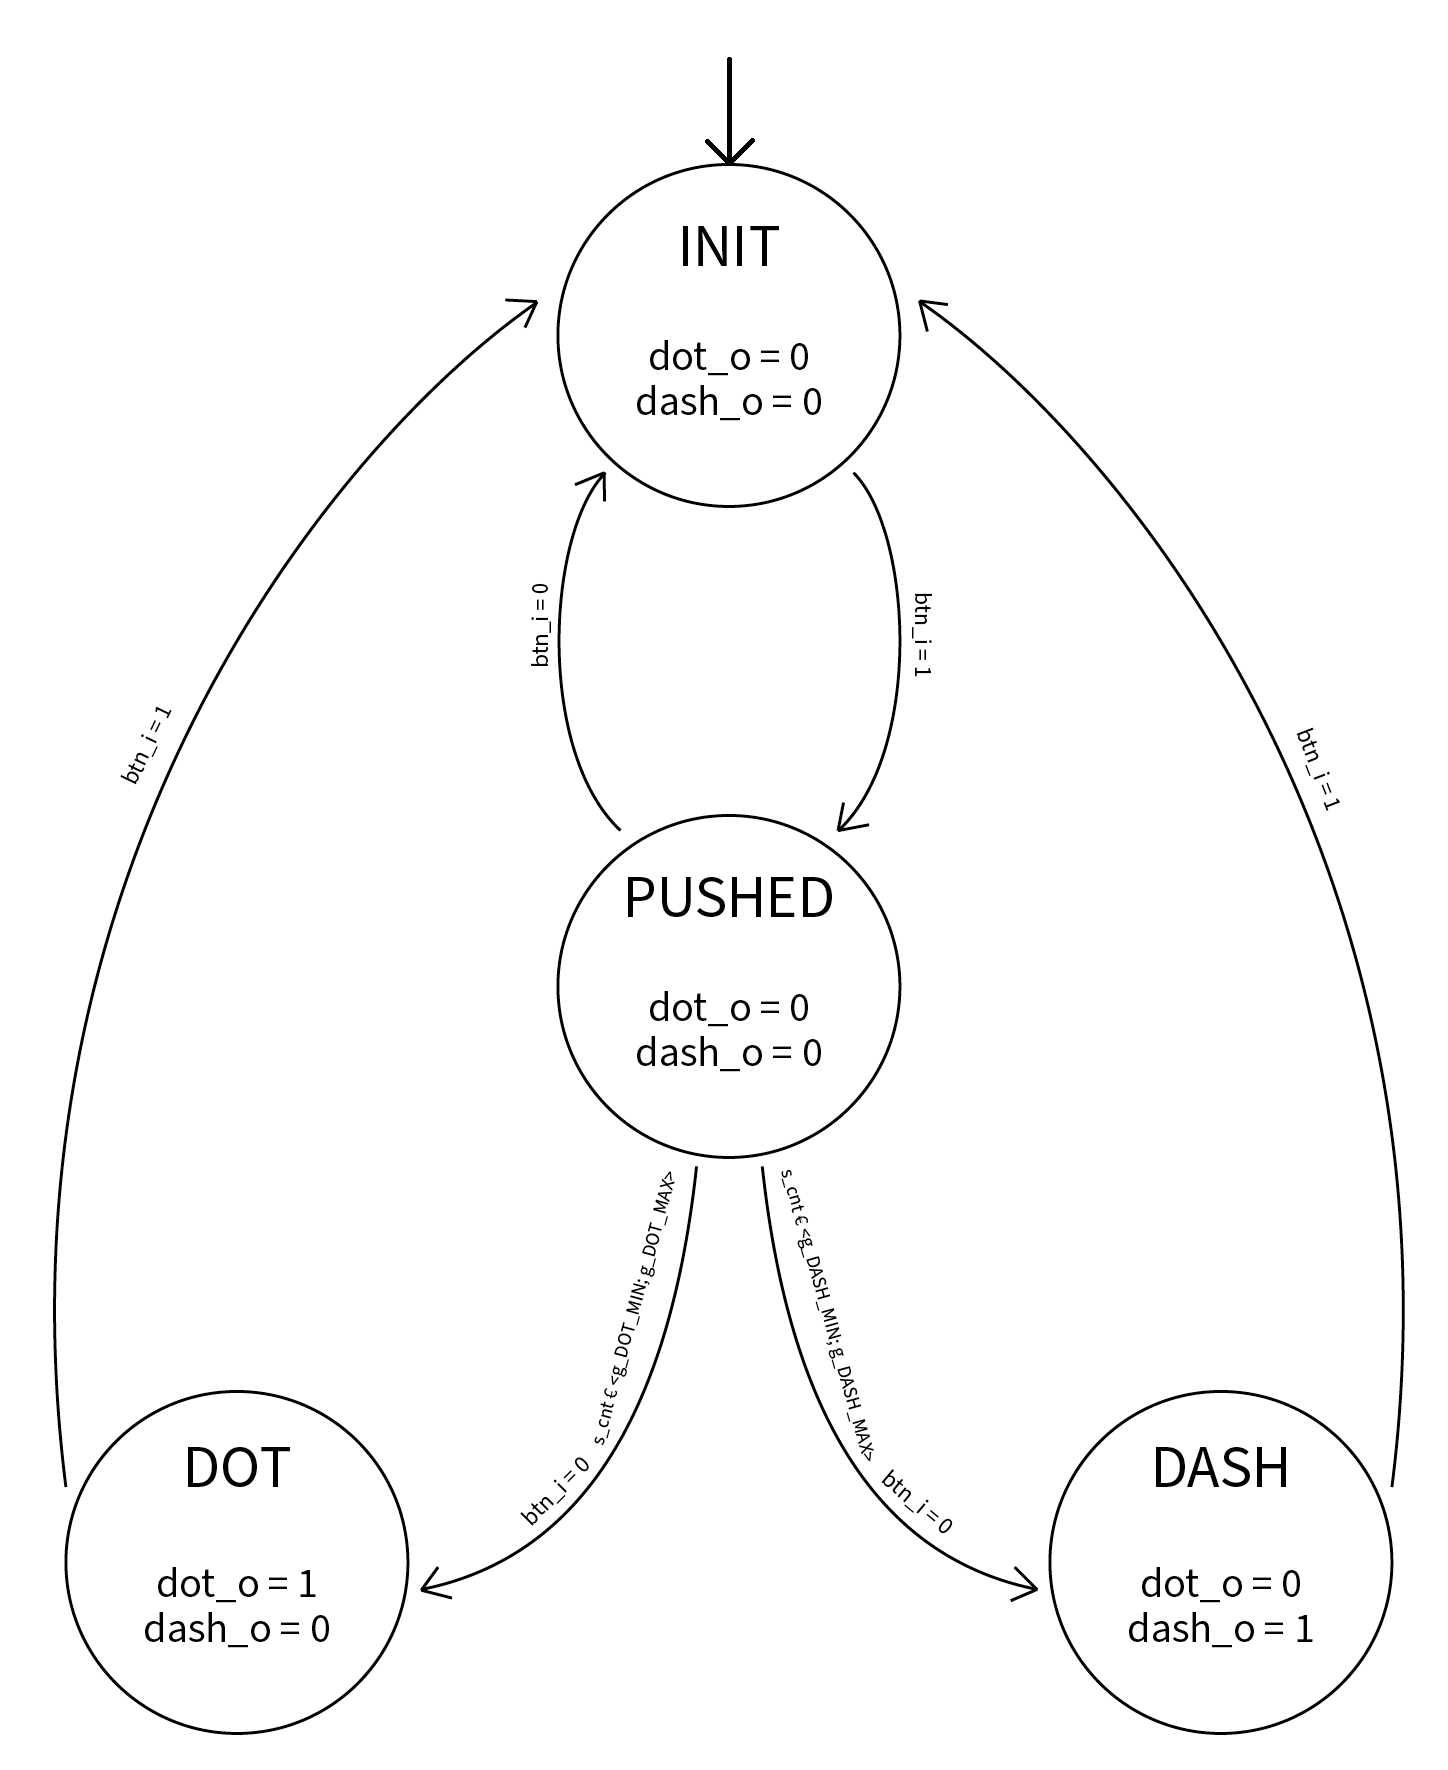 INIT
dot_o = 0
dash_o = 0
btn_i = 0
btn_i = 1
btn_i = 1
btn_i = 1
PUSHED
dot_o = 0
dash_o = 0
btn_i = 0 s_cnt € <g_DOT_MIN; g_DOT_MAX>
s_cnt € <g_DASH_MIN; g_DASH_MAX> btn_i = 0
DOT
dot_o = 1
dash_o = 0
DASH
dot_o = 0
dash_o = 1